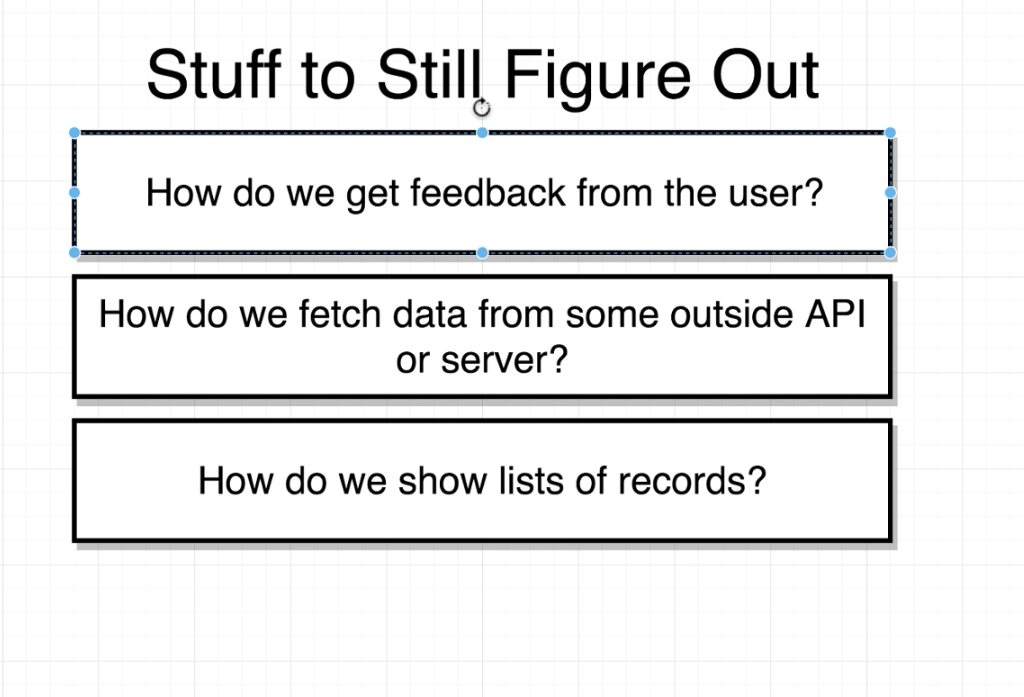 Stuff to Still Figure Out
How do we get feedback from the user?
How do we fetch data from some outside API
or server?
How do we show lists of records?